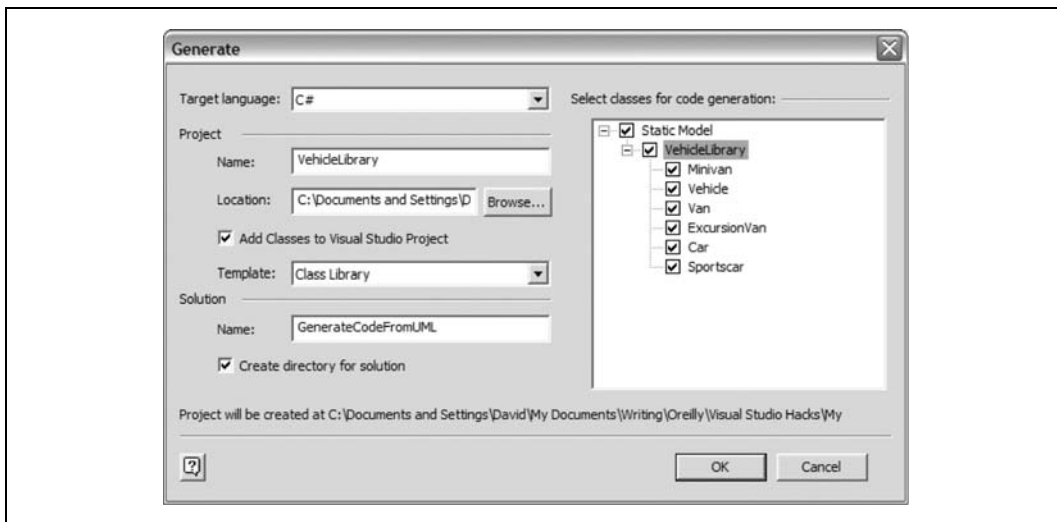 Generate
Target language: C#
Project
Name: VehicleLibrary
Location: C:\Documents and Settings\D Browse...
Add Classes to Visual Studio Project
Template: Class Library
Solution
Name: GenerateCodeFromUML
Create directory for solution
Select classes for code generation:
Static Model
VehicleLibrary
Minivan
Vehicle
Van
ExcursionVan
Car
Sportscar
Project will be created at C:\Documents and Settings\David\My Documents\Writing\Oreilly\Visual Studio Hacks\My
?
OK Cancel